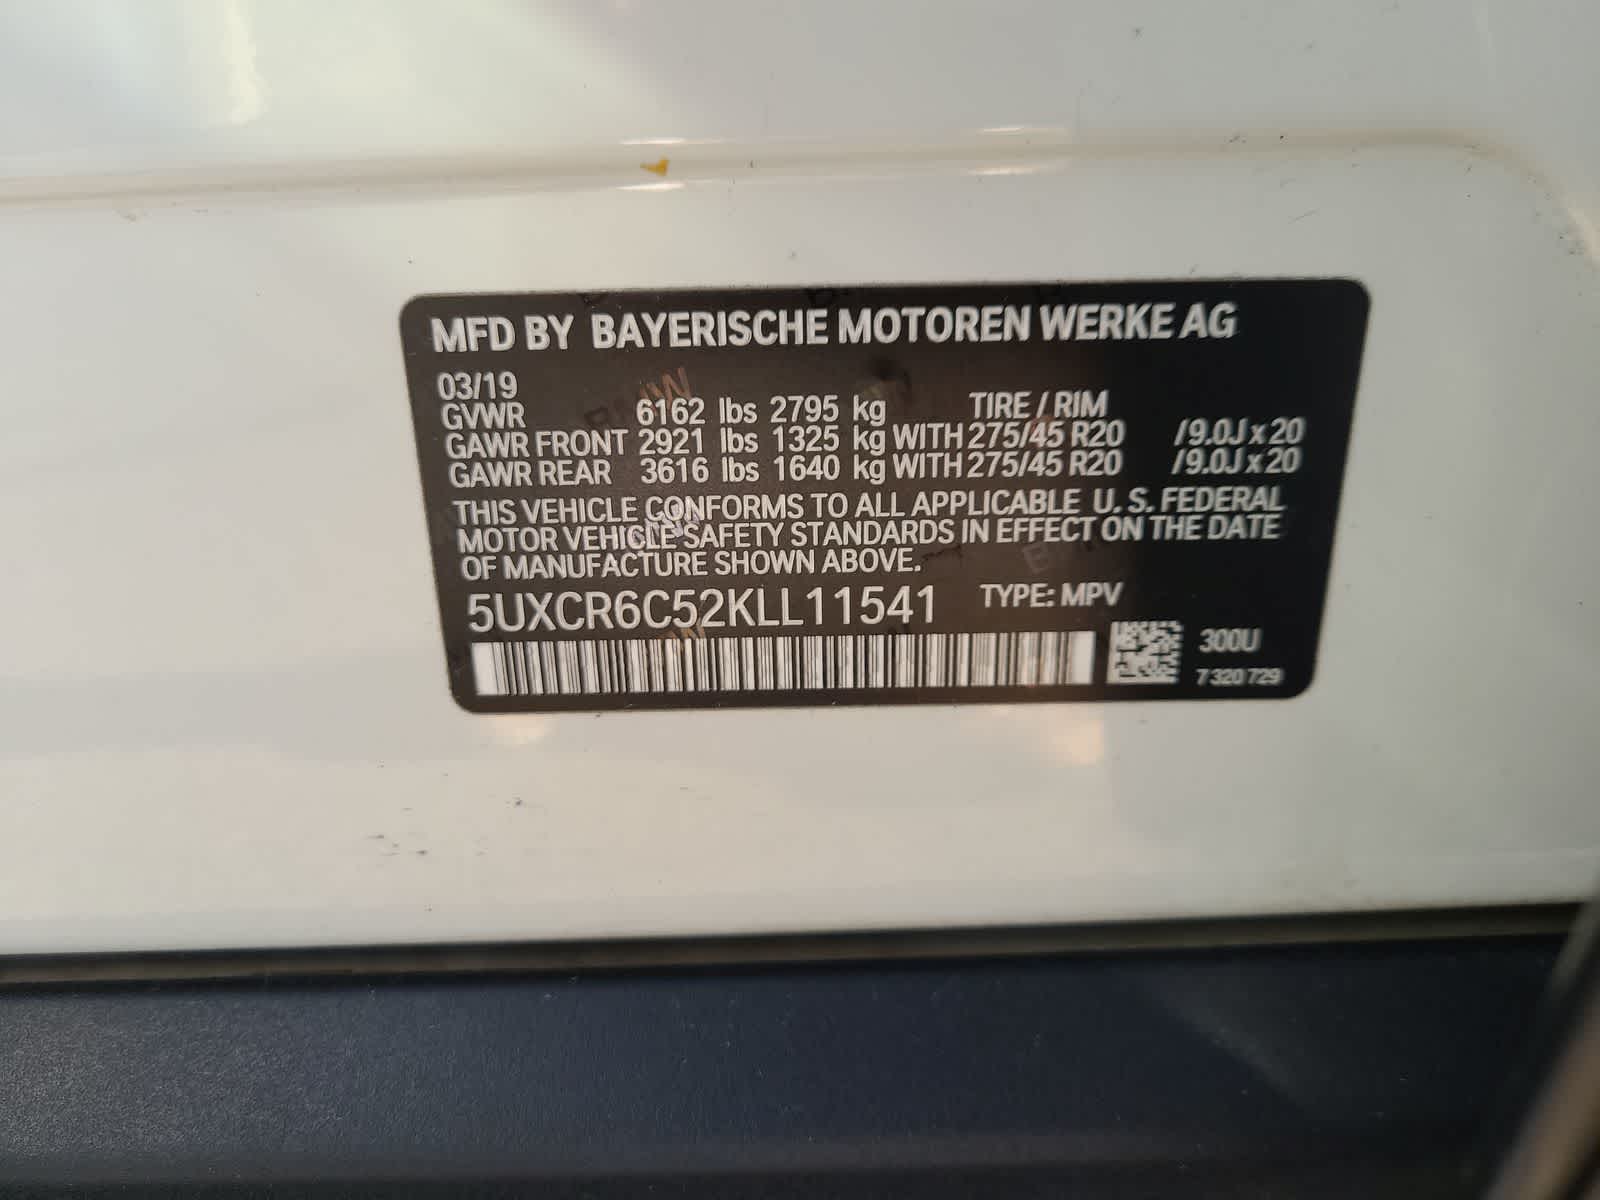 MFD BY BAYERISCHE MOTOREN WERKE AG
03/19
GVWR 6162 lbs 2795 kg TIRE / RIM
GAWR FRONT 2921 lbs 1325 kg WITH 275/45 R20 / 9.0J x 20
GAWR REAR 3616 lbs 1640 kg WITH 275/45 R20 / 9.0J x 20
THIS VEHICLE CONFORMS TO ALL APPLICABLE U. S. FEDERAL
MOTOR VEHICLE SAFETY STANDARDS IN EFFECT ON THE DATE
OF MANUFACTURE SHOWN ABOVE.
5UXCR6C52KLL11541 TYPE: MPV
300U
7 320 729